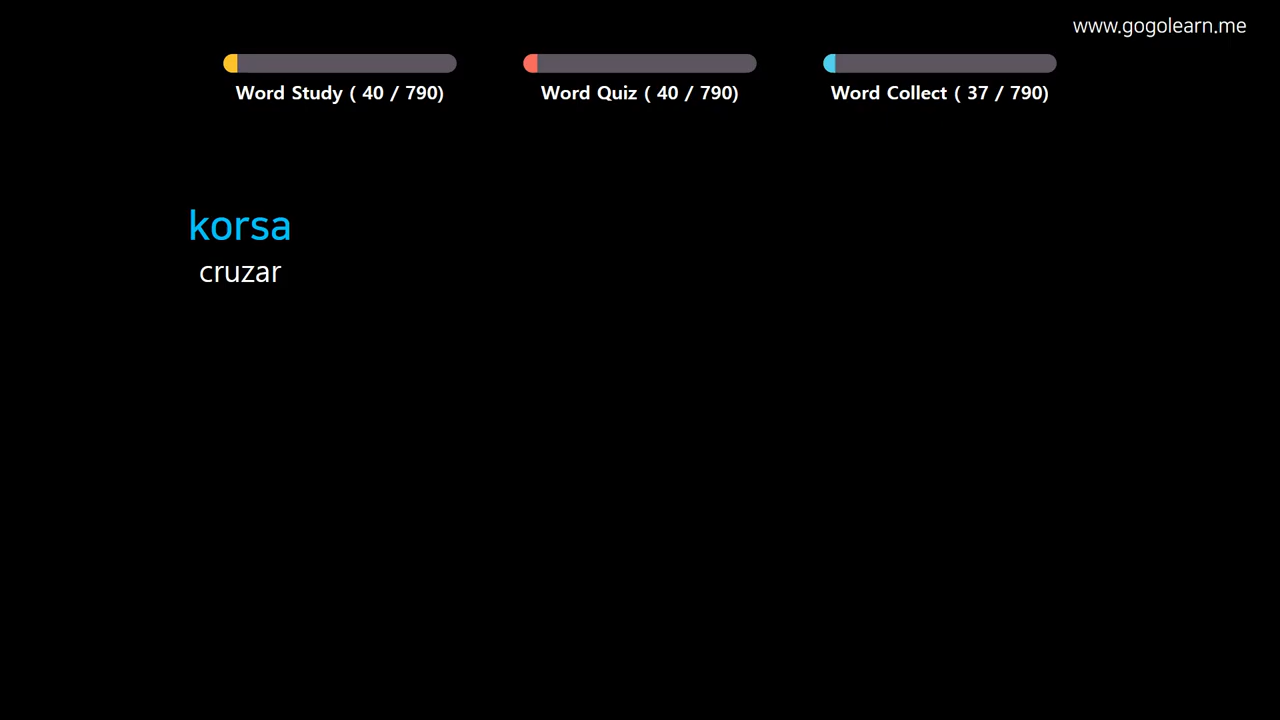 www.gogolearn.me
Word Study ( 40 / 790)
Word Quiz ( 40 / 790)
Word Collect ( 37 / 790)
korsa
cruzar